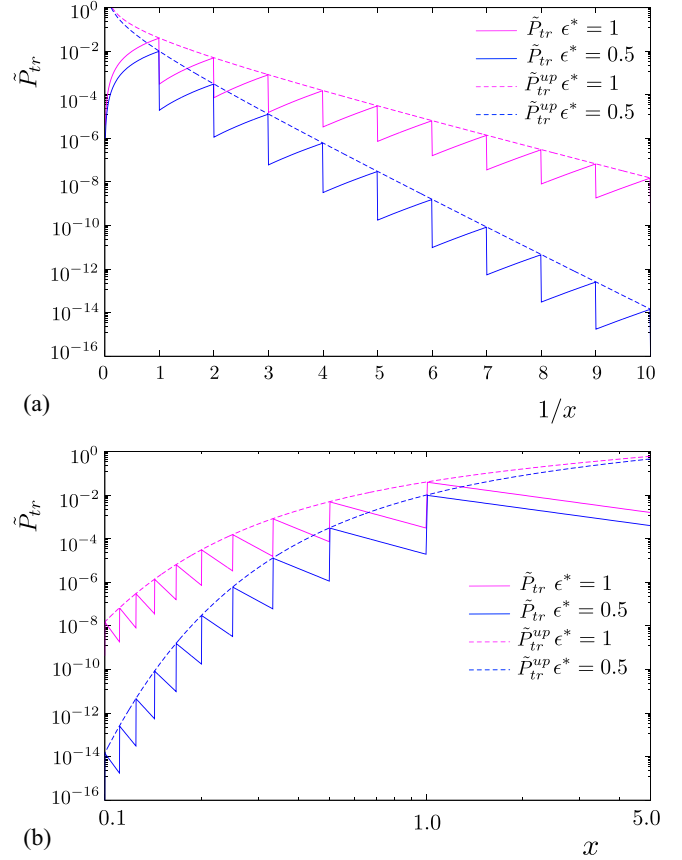 10^0
10^{-2}
10^{-4}
10^{-6}
10^{-8}
10^{-10}
10^{-12}
10^{-14}
10^{-16}
P̃_{tr}
P̃_{tr} ϵ* = 1
P̃_{tr} ϵ* = 0.5
P̃_{tr}^{up} ϵ* = 1
P̃_{tr}^{up} ϵ* = 0.5
0 1 2 3 4 5 6 7 8 9 10
(a) 1/x
10^0
10^{-2}
10^{-4}
10^{-6}
10^{-8}
10^{-10}
10^{-12}
10^{-14}
10^{-16}
P̃_{tr}
P̃_{tr} ϵ* = 1
P̃_{tr} ϵ* = 0.5
P̃_{tr}^{up} ϵ* = 1
P̃_{tr}^{up} ϵ* = 0.5
0.1 1.0 5.0
(b) x